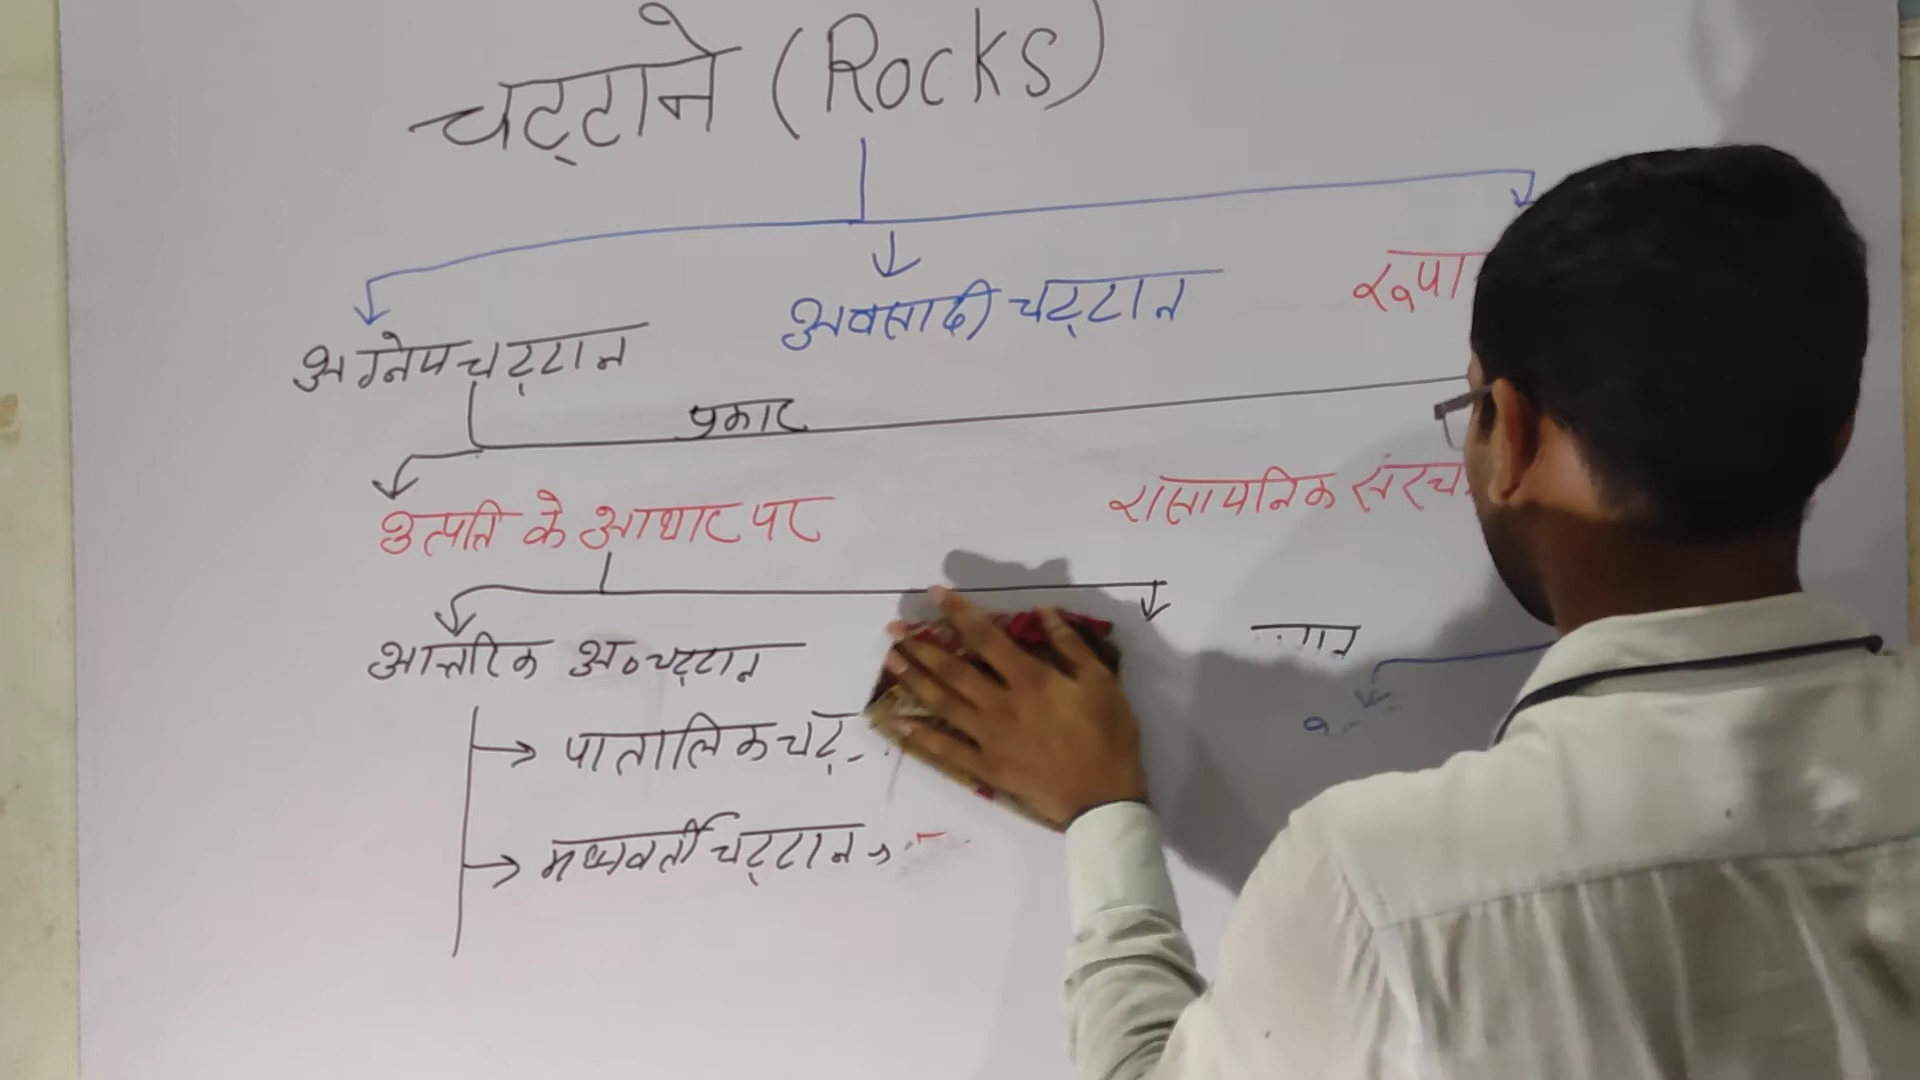 चट्टाने (Rocks)
अवसादी चट्टान
रूपा
अग्नेय चट्टान
प्रकार
उत्पति के आधार पर
रासायनिक संरच
आन्तरिक अ० चट्टान
पातालिक चट्
मध्यवर्ती चट्टान